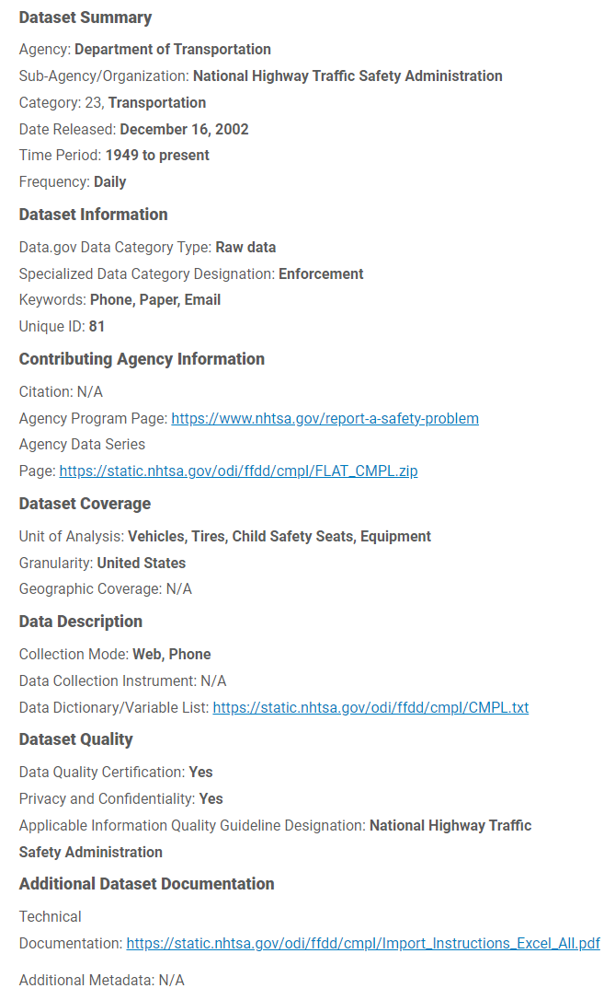 Dataset Summary
Agency: Department of Transportation
Sub-Agency/Organization: National Highway Traffic Safety Administration
Category: 23, Transportation
Date Released: December 16, 2002
Time Period: 1949 to present
Frequency: Daily
Dataset Information
Data.gov Data Category Type: Raw data
Specialized Data Category Designation: Enforcement
Keywords: Phone, Paper, Email
Unique ID: 81
Contributing Agency Information
Citation: N/A
Agency Program Page: https://www.nhtsa.gov/report-a-safety-problem
Agency Data Series
Page: https://static.nhtsa.gov/odi/ffdd/cmpl/FLAT_CMPL.zip
Dataset Coverage
Unit of Analysis: Vehicles, Tires, Child Safety Seats, Equipment
Granularity: United States
Geographic Coverage: N/A
Data Description
Collection Mode: Web, Phone
Data Collection Instrument: N/A
Data Dictionary/Variable List: https://static.nhtsa.gov/odi/ffdd/cmpl/CMPL.txt
Dataset Quality
Data Quality Certification: Yes
Privacy and Confidentiality: Yes
Applicable Information Quality Guideline Designation: National Highway Traffic
Safety Administration
Additional Dataset Documentation
Technical
Documentation: https://static.nhtsa.gov/odi/ffdd/cmpl/Import_Instructions_Excel_All.pdf
Additional Metadata: N/A